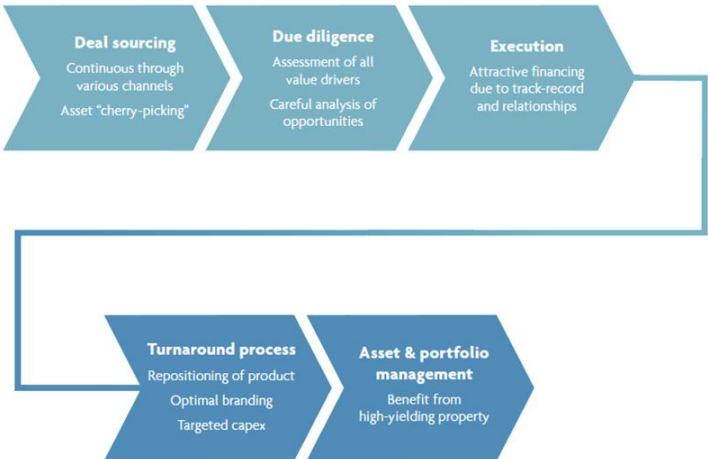 Deal sourcing
Continuous through
various channels
Asset “cherry-picking”
Due diligence
Assessment of all
value drivers
Careful analysis of
opportunities
Execution
Attractive financing
due to track-record
and relationships
Turnaround process
Repositioning of product
Optimal branding
Targeted capex
Asset & portfolio
management
Benefit from
high-yielding property